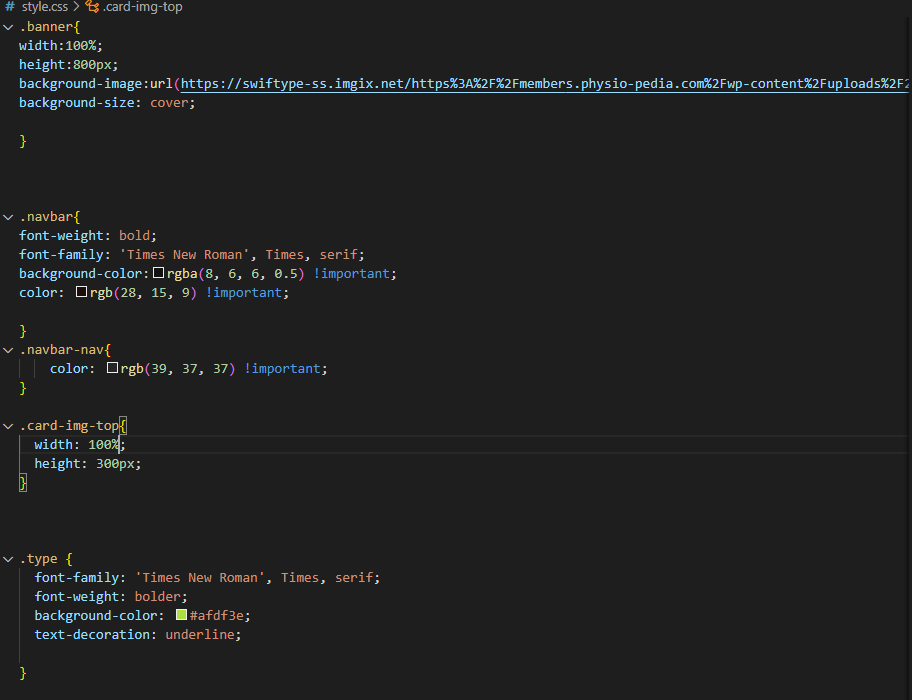 # style.css > .card-img-top
.banner{
width:100%;
height:800px;
background-image:url(https://swiftype-ss.imgix.net/https%3A%2F%2Fmembers.physio-pedia.com%2Fwp-content%2Fuploads%2F2
background-size: cover;
}
.navbar{
font-weight: bold;
font-family: 'Times New Roman', Times, serif;
background-color:rgba(8, 6, 6, 0.5) !important;
color: rgb(28, 15, 9) !important;
}
.navbar-nav{
color: rgb(39, 37, 37) !important;
}
.card-img-top{
width: 100%;
height: 300px;
}
.type {
font-family: 'Times New Roman', Times, serif;
font-weight: bolder;
background-color: #afdf3e;
text-decoration: underline;
}